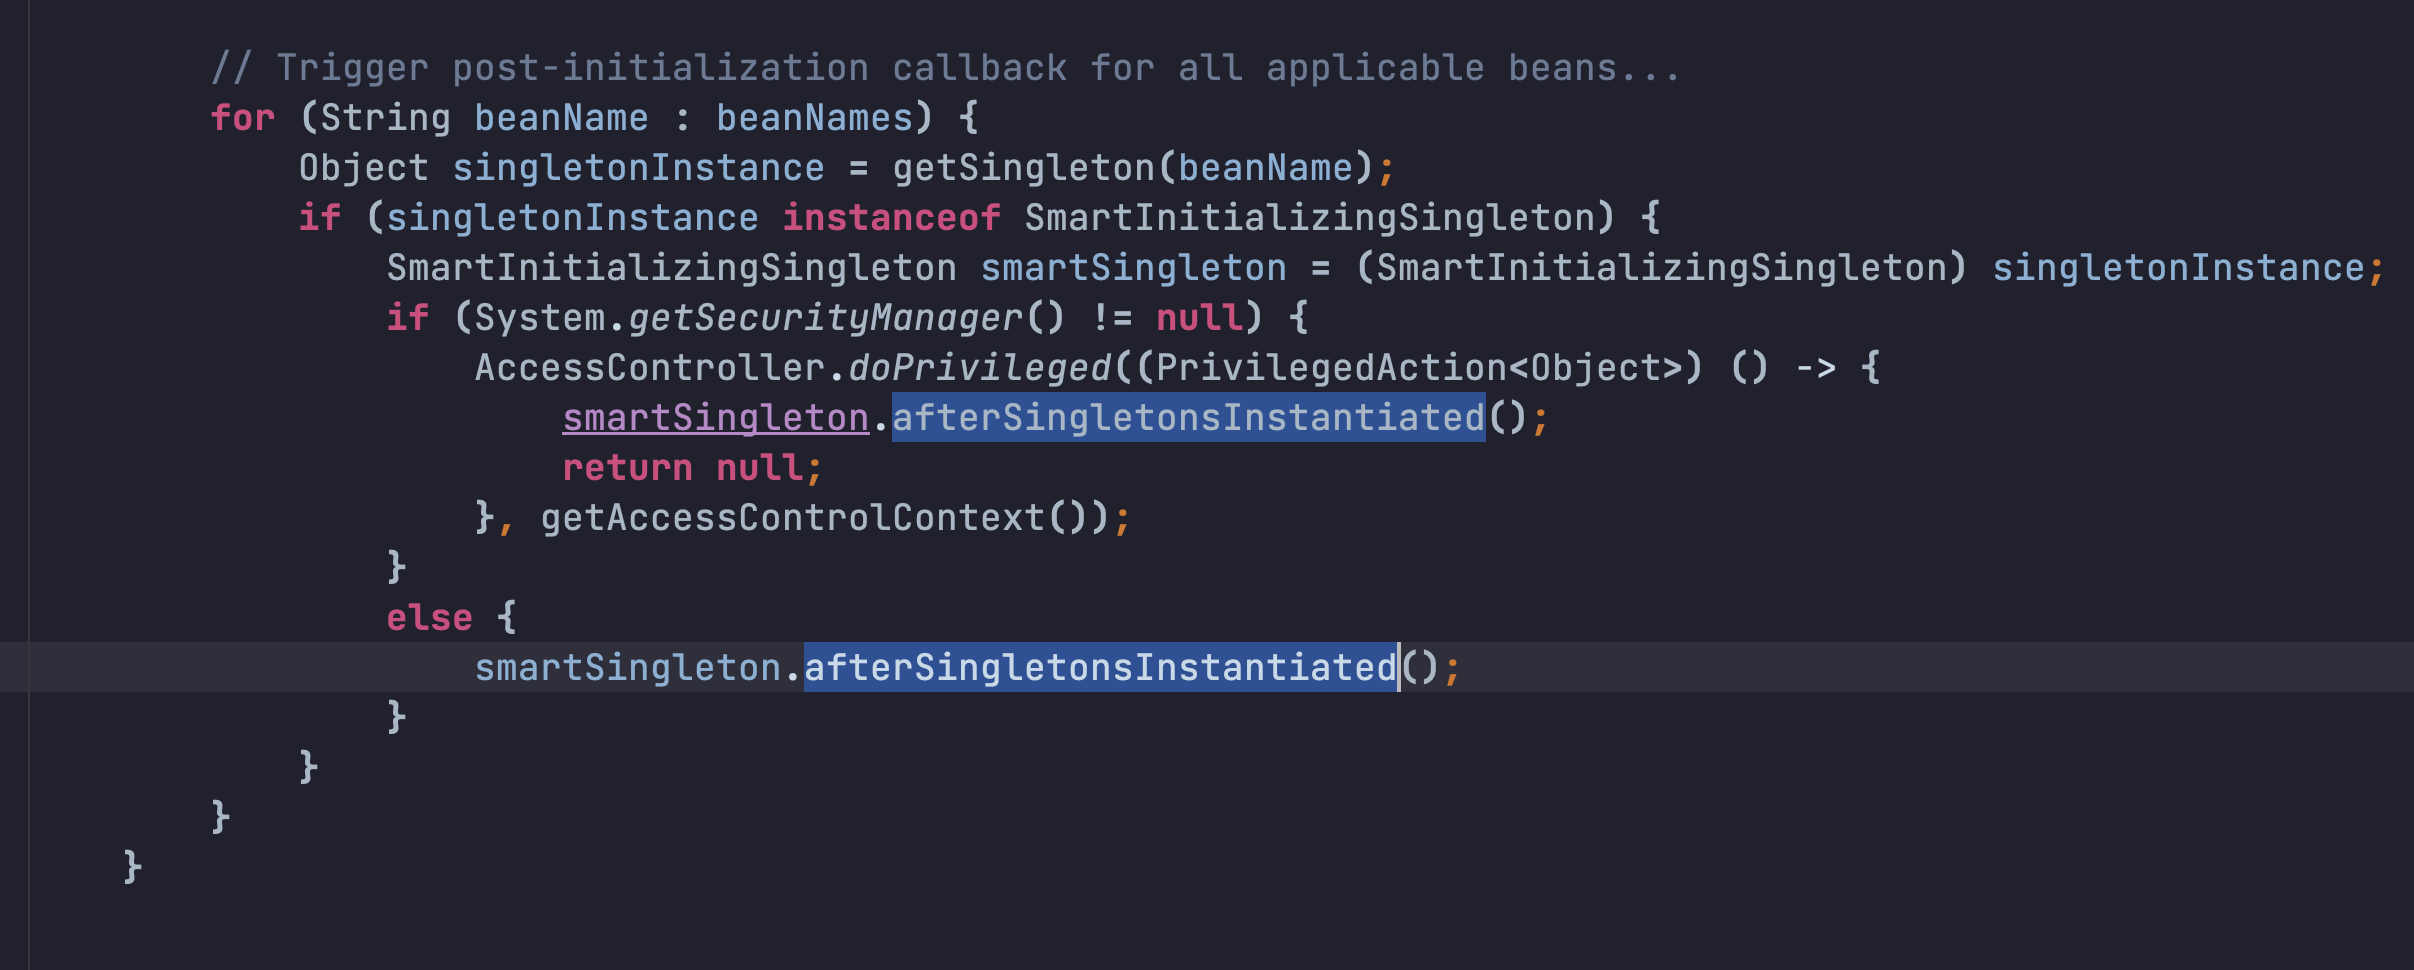 // Trigger post-initialization callback for all applicable beans...
for (String beanName : beanNames) {
Object singletonInstance = getSingleton(beanName);
if (singletonInstance instanceof SmartInitializingSingleton) {
SmartInitializingSingleton smartSingleton = (SmartInitializingSingleton) singletonInstance;
if (System.getSecurityManager() != null) {
AccessController.doPrivileged((PrivilegedAction<Object>) () -> {
smartSingleton.afterSingletonsInstantiated();
return null;
}, getAccessControlContext());
}
else {
smartSingleton.afterSingletonsInstantiated();
}
}
}
}